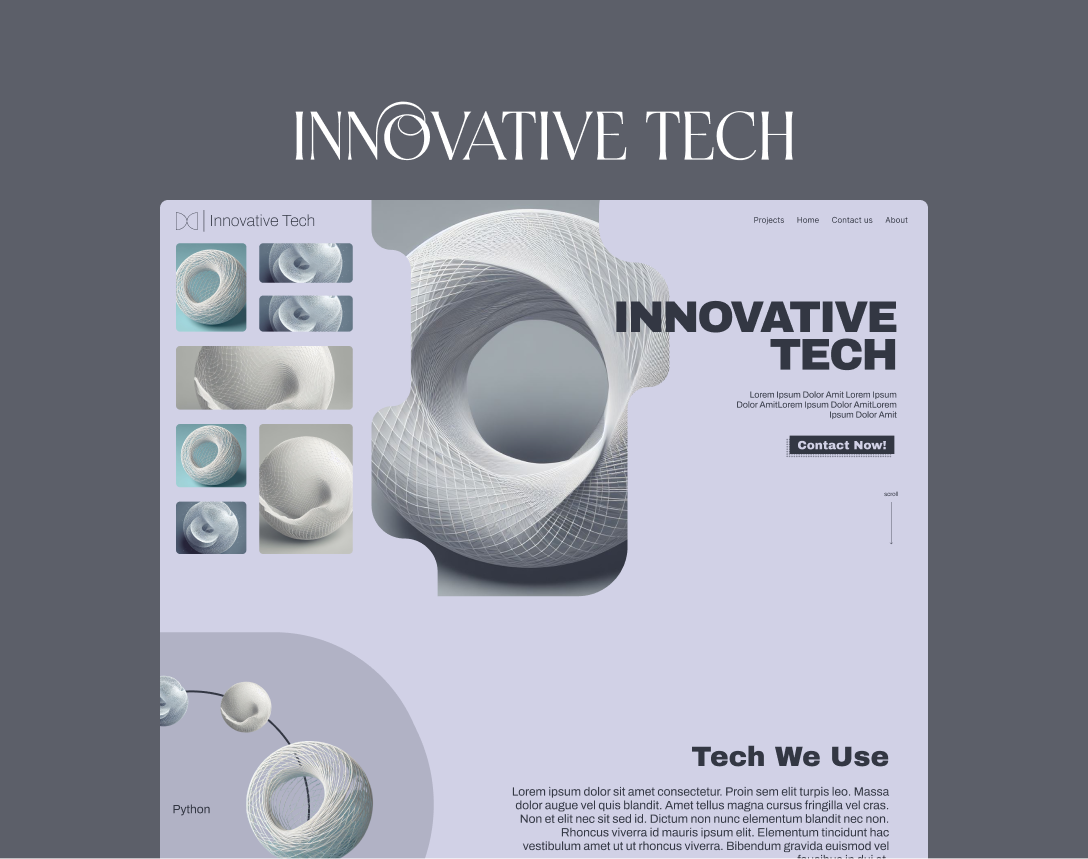 INNOVATIVE TECH
Innovative Tech
Projects Home Contact us About
INNOVATIVE
TECH
Lorem Ipsum Dolor Amit Lorem Ipsum
Dolor AmitLorem Ipsum Dolor AmitLorem
Ipsum Dolor Amit
Contact Now!
scroll
Tech We Use
Lorem ipsum dolor sit amet consectetur. Proin sem elit turpis leo. Massa
dolor augue vel quis blandit. Amet tellus magna cursus fringilla vel cras.
Non et elit nec sit sed id. Dictum non nunc elementum blandit nec non.
Rhoncus viverra id mauris ipsum elit. Elementum tincidunt hac
vestibulum amet ut ut rhoncus viverra. Bibendum gravida euismod vel
Python